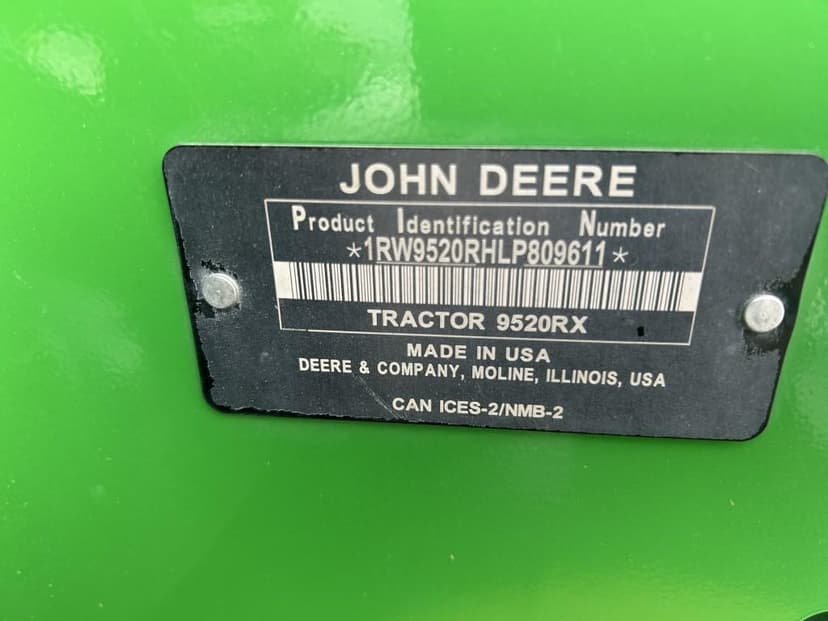 JOHN DEERE
Product Identification Number
*1RW9520RHLP809611*
TRACTOR 9520RX
MADE IN USA
DEERE & COMPANY, MOLINE, ILLINOIS, USA
CAN ICES-2/NMB-2